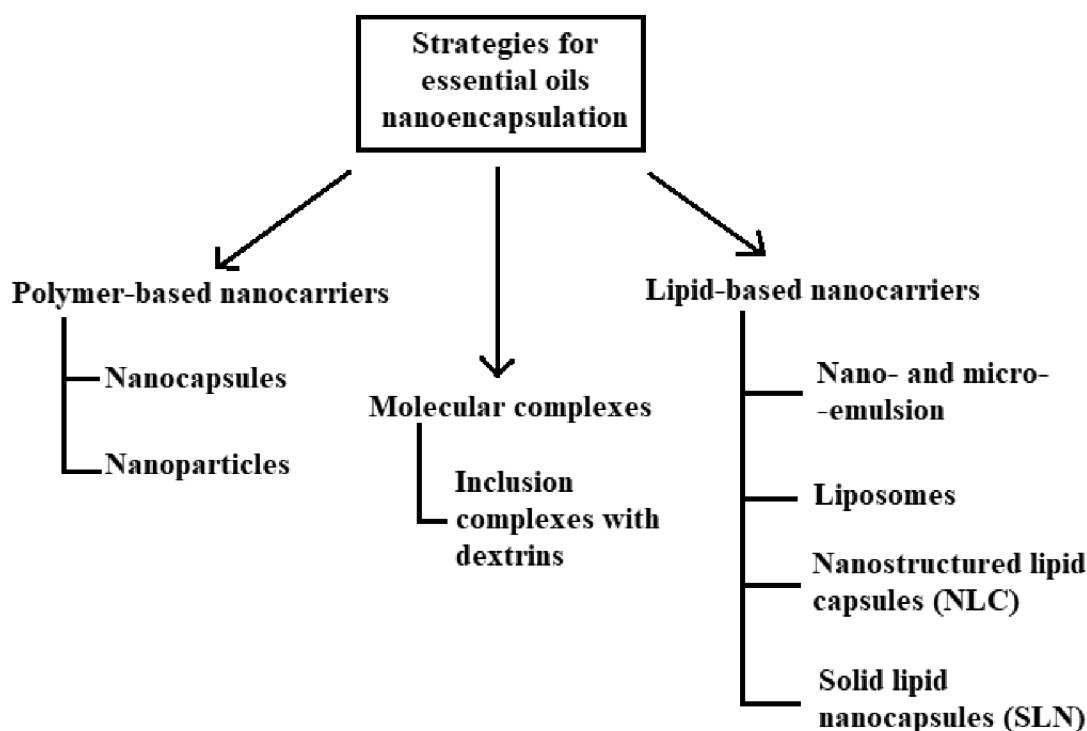 Strategies for
essential oils
nanoencapsulation
Polymer-based nanocarriers
Nanocapsules
Nanoparticles
Molecular complexes
Inclusion
complexes with
dextrins
Lipid-based nanocarriers
Nano- and micro-
-emulsion
Liposomes
Nanostructured lipid
capsules (NLC)
Solid lipid
nanocapsules (SLN)